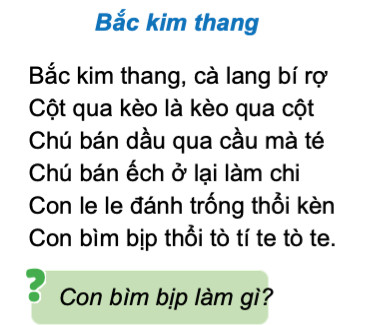 Bắc kim thang
Bắc kim thang, cà lang bí rợ
Cột qua kèo là kèo qua cột
Chú bán dầu qua cầu mà té
Chú bán ếch ở lại làm chi
Con le le đánh trống thổi kèn
Con bìm bịp thổi tò tí te tò te.
? Con bìm bịp làm gì?